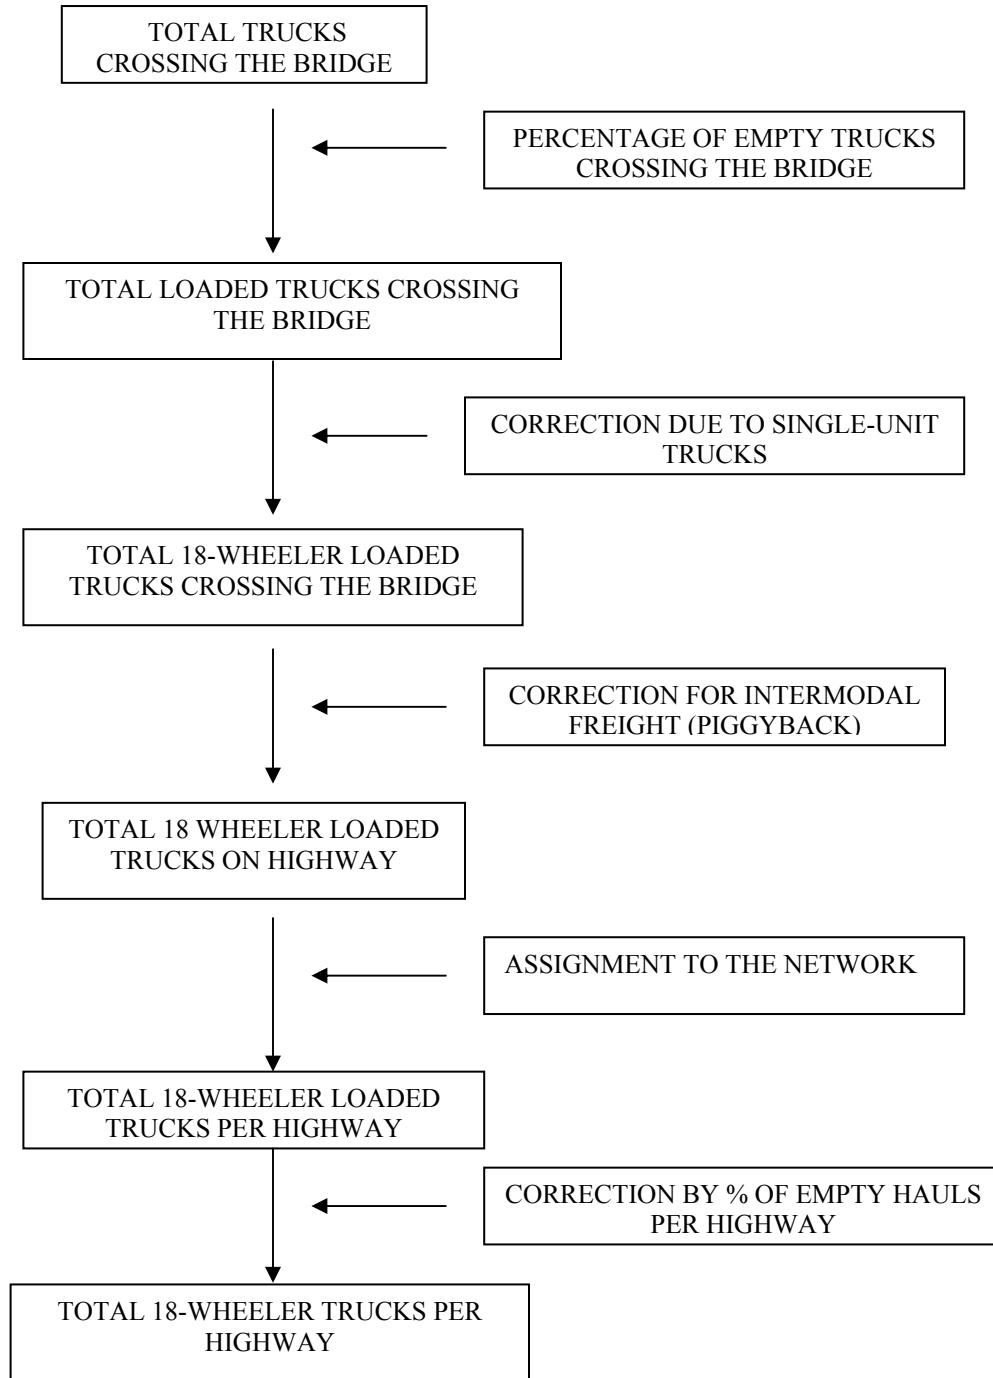 TOTAL TRUCKS
CROSSING THE BRIDGE
PERCENTAGE OF EMPTY TRUCKS
CROSSING THE BRIDGE
TOTAL LOADED TRUCKS CROSSING
THE BRIDGE
CORRECTION DUE TO SINGLE-UNIT
TRUCKS
TOTAL 18-WHEELER LOADED
TRUCKS CROSSING THE BRIDGE
CORRECTION FOR INTERMODAL
FREIGHT (PIGGYBACK)
TOTAL 18 WHEELER LOADED
TRUCKS ON HIGHWAY
ASSIGNMENT TO THE NETWORK
TOTAL 18-WHEELER LOADED
TRUCKS PER HIGHWAY
CORRECTION BY % OF EMPTY HAULS
PER HIGHWAY
TOTAL 18-WHEELER TRUCKS PER
HIGHWAY